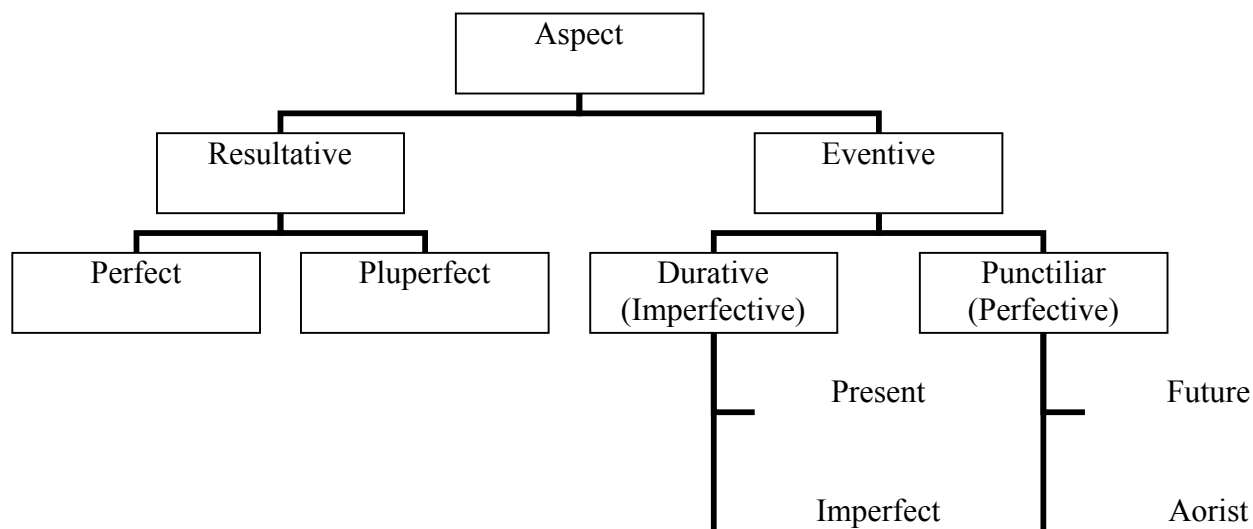 Aspect
Resultative
Eventive
Perfect
Pluperfect
Durative
(Imperfective)
Punctiliar
(Perfective)
Present
Future
Imperfect
Aorist